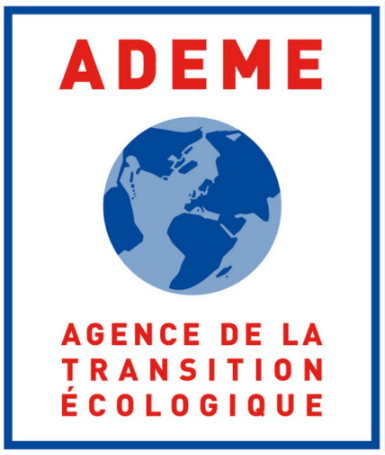 ADEME
AGENCE DE LA
TRANSITION
ÉCOLOGIQUE